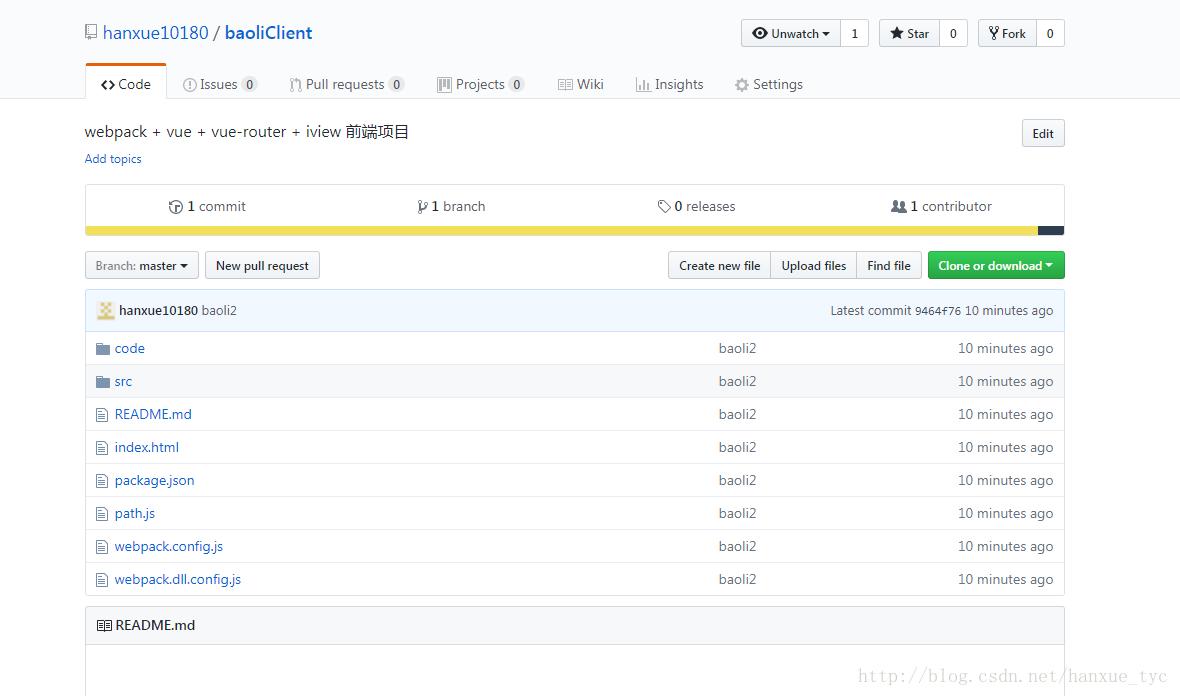 hanxue10180 / baoliClient
Unwatch 1 Star 0 Fork 0
Code Issues 0 Pull requests 0 Projects 0 Wiki Insights Settings
webpack + vue + vue-router + iview 前端项目
Edit
Add topics
1 commit 1 branch 0 releases 1 contributor
Branch: master New pull request Create new file Upload files Find file Clone or download
hanxue10180 baoli2 Latest commit 9464f76 10 minutes ago
code baoli2 10 minutes ago
src baoli2 10 minutes ago
README.md baoli2 10 minutes ago
index.html baoli2 10 minutes ago
package.json baoli2 10 minutes ago
path.js baoli2 10 minutes ago
webpack.config.js baoli2 10 minutes ago
webpack.dll.config.js baoli2 10 minutes ago
README.md
http://blog.csdn.net/hanxue_tyc